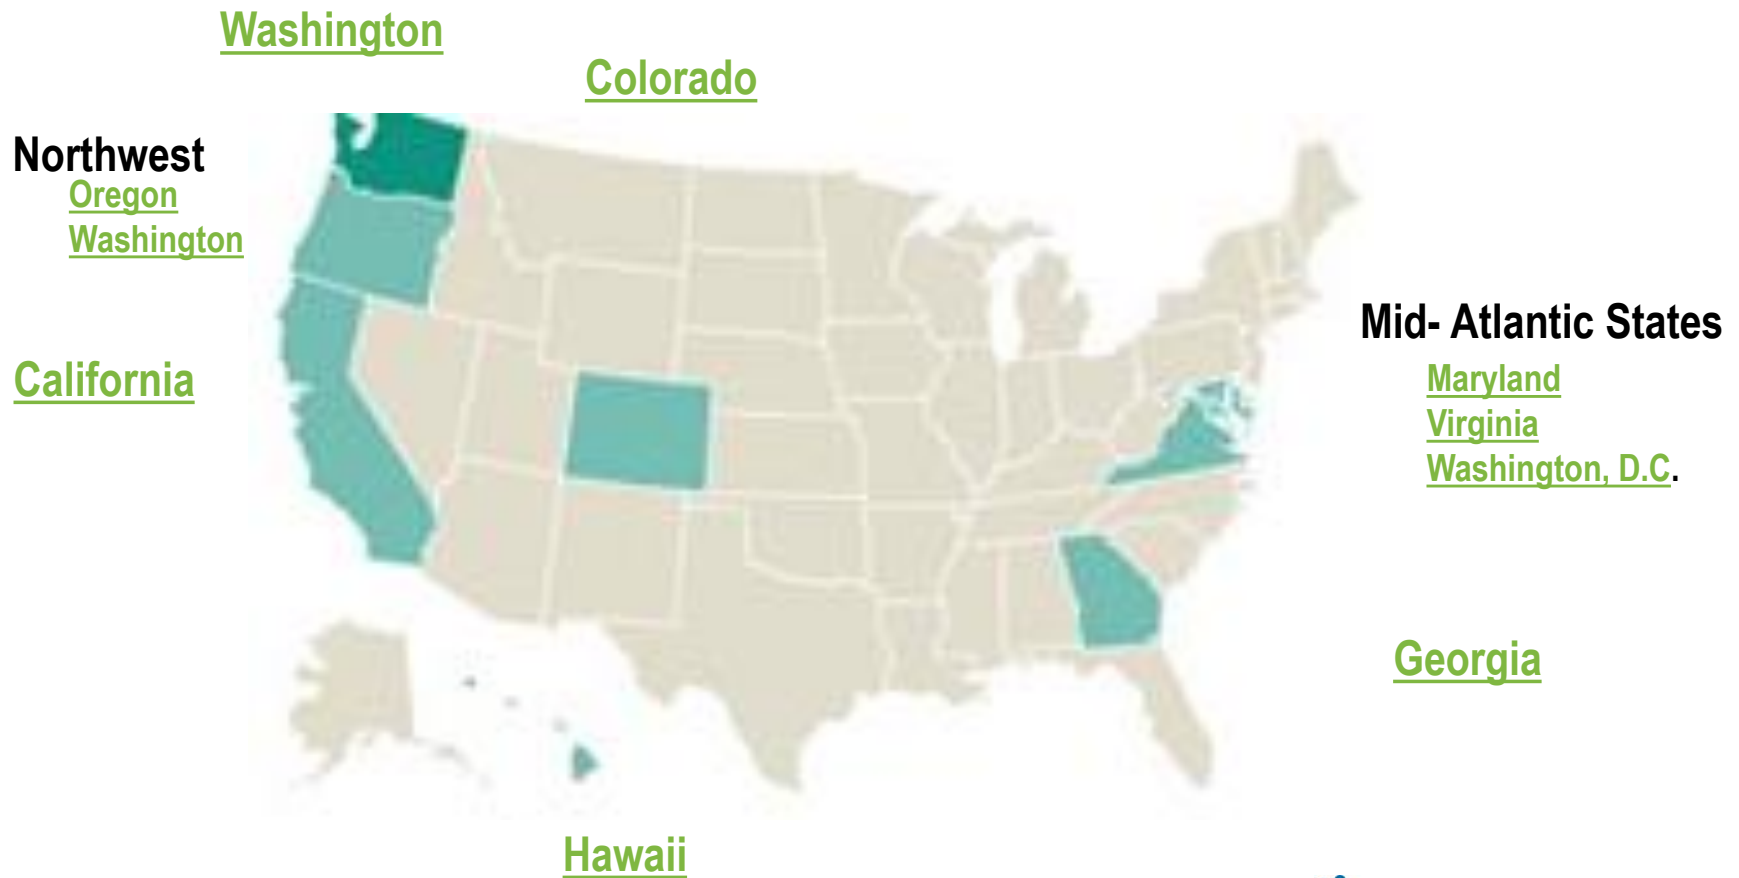 Washington
Colorado
Northwest
Oregon
Washington
California
Mid- Atlantic States
Maryland
Virginia
Washington, D.C.
Georgia
Hawaii